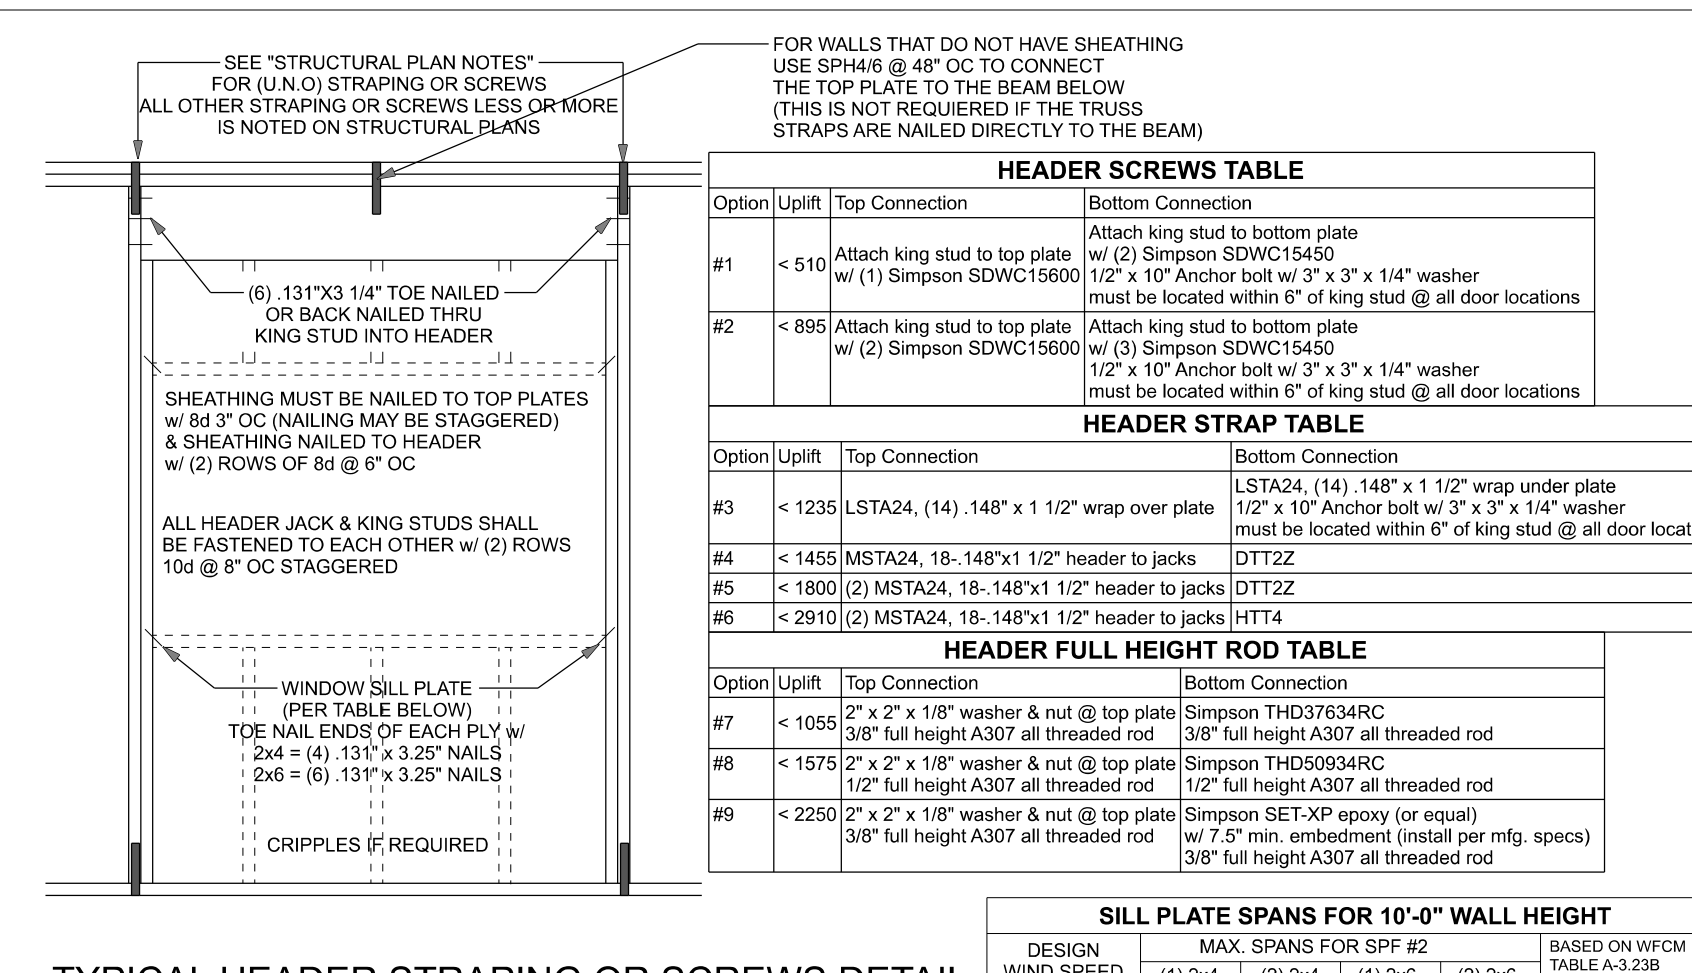 SEE "STRUCTURAL PLAN NOTES"
FOR (U.N.O) STRAPING OR SCREWS
ALL OTHER STRAPING OR SCREWS LESS OR MORE
IS NOTED ON STRUCTURAL PLANS
FOR WALLS THAT DO NOT HAVE SHEATHING
USE SPH4/6 @ 48" OC TO CONNECT
THE TOP PLATE TO THE BEAM BELOW
(THIS IS NOT REQUIERED IF THE TRUSS
STRAPS ARE NAILED DIRECTLY TO THE BEAM)
(6) .131"X3 1/4" TOE NAILED
OR BACK NAILED THRU
KING STUD INTO HEADER
SHEATHING MUST BE NAILED TO TOP PLATES
w/ 8d 3" OC (NAILING MAY BE STAGGERED)
& SHEATHING NAILED TO HEADER
w/ (2) ROWS OF 8d @ 6" OC
ALL HEADER JACK & KING STUDS SHALL
BE FASTENED TO EACH OTHER w/ (2) ROWS
10d @ 8" OC STAGGERED
WINDOW SILL PLATE
(PER TABLE BELOW)
TOE NAIL ENDS OF EACH PLY w/
2x4 = (4) .131" x 3.25" NAILS
2x6 = (6) .131" x 3.25" NAILS
CRIPPLES IF REQUIRED
HEADER SCREWS TABLE
Option Uplift Top Connection Bottom Connection
#1 < 510 Attach king stud to top plate
w/ (1) Simpson SDWC15600
Attach king stud to bottom plate
w/ (2) Simpson SDWC15450
1/2" x 10" Anchor bolt w/ 3" x 3" x 1/4" washer
must be located within 6" of king stud @ all door locations
#2 < 895 Attach king stud to top plate
w/ (2) Simpson SDWC15600
Attach king stud to bottom plate
w/ (3) Simpson SDWC15450
1/2" x 10" Anchor bolt w/ 3" x 3" x 1/4" washer
must be located within 6" of king stud @ all door locations
HEADER STRAP TABLE
Option Uplift Top Connection Bottom Connection
#3 < 1235 LSTA24, (14) .148" x 1 1/2" wrap over plate
LSTA24, (14) .148" x 1 1/2" wrap under plate
1/2" x 10" Anchor bolt w/ 3" x 3" x 1/4" washer
must be located within 6" of king stud @ all door locat
#4 < 1455 MSTA24, 18-.148"x1 1/2" header to jacks DTT2Z
#5 < 1800 (2) MSTA24, 18-.148"x1 1/2" header to jacks DTT2Z
#6 < 2910 (2) MSTA24, 18-.148"x1 1/2" header to jacks HTT4
HEADER FULL HEIGHT ROD TABLE
Option Uplift Top Connection Bottom Connection
#7 < 1055 2" x 2" x 1/8" washer & nut @ top plate
3/8" full height A307 all threaded rod
Simpson THD37634RC
3/8" full height A307 all threaded rod
#8 < 1575 2" x 2" x 1/8" washer & nut @ top plate
1/2" full height A307 all threaded rod
Simpson THD50934RC
1/2" full height A307 all threaded rod
#9 < 2250 2" x 2" x 1/8" washer & nut @ top plate
3/8" full height A307 all threaded rod
Simpson SET-XP epoxy (or equal)
w/ 7.5" min. embedment (install per mfg. specs)
3/8" full height A307 all threaded rod
SILL PLATE SPANS FOR 10'-0" WALL HEIGHT
DESIGN
WIND SPEED
MAX. SPANS FOR SPF #2
(1) 2x4 (2) 2x4 (1) 2x6 (2) 2x6
BASED ON WFCM
TABLE A-3.23B
TYPICAL HEADER STRAPING OR SCREWS DETAIL